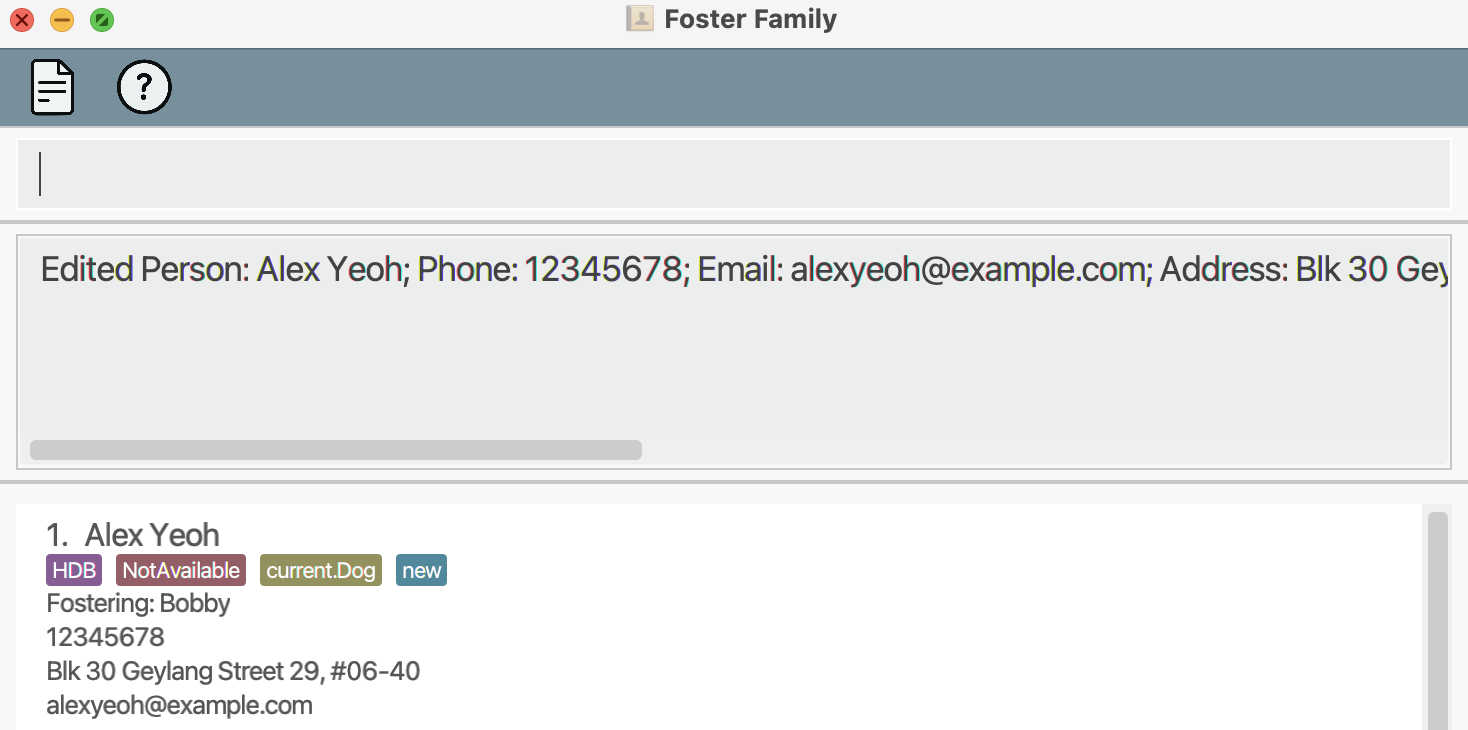 Foster Family
?
Edited Person: Alex Yeoh; Phone: 12345678; Email: alexyeoh@example.com; Address: Blk 30 Gey
1. Alex Yeoh
HDB NotAvailable current.Dog new
Fostering: Bobby
12345678
Blk 30 Geylang Street 29, #06-40
alexyeoh@example.com